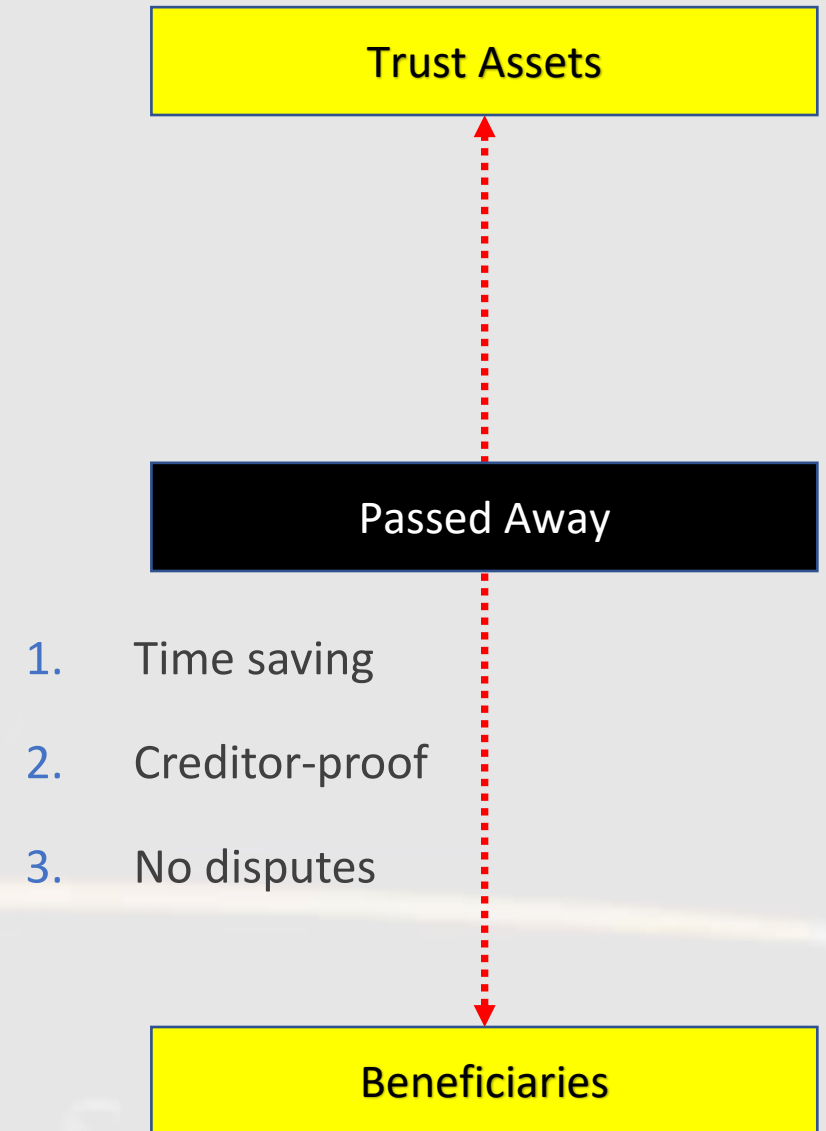 Trust Assets
Passed Away
1. Time saving
2. Creditor-proof
3. No disputes
Beneficiaries